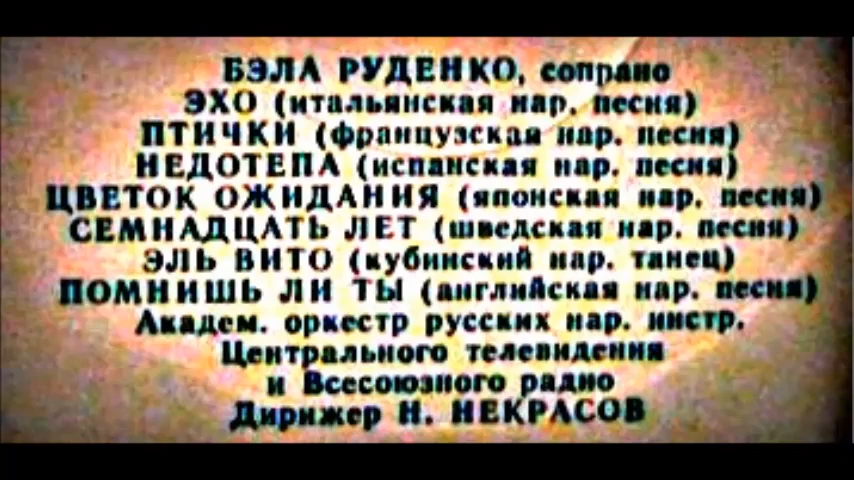 БЭЛА РУДЕНКО, сопрано
ЭХО (итальянская нар. песня)
ПТИЧКИ (французская нар. песня)
НЕДОТЕПА (испанская нар. песня)
ЦВЕТОК ОЖИДАНИЯ (японская нар. песня)
СЕМНАДЦАТЬ ЛЕТ (шведская нар. песня)
ЭЛЬ ВИТО (кубинский нар. танец)
ПОМНИШЬ ЛИ ТЫ (английская нар. песня)
Академ. оркестр русских нар. инстр.
Центрального телевидения
и Всесоюзного радио
Дирижер Н. НЕКРАСОВ